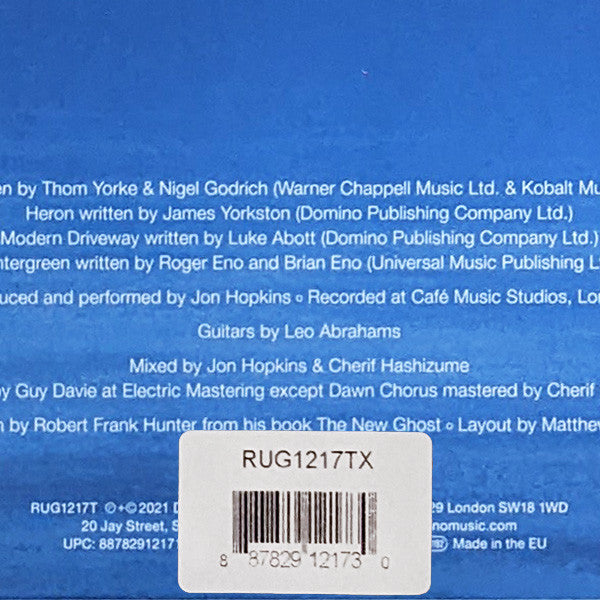 en by Thom Yorke & Nigel Godrich (Warner Chappell Music Ltd. & Kobalt Mu
Heron written by James Yorkston (Domino Publishing Company Ltd.)
Modern Driveway written by Luke Abott (Domino Publishing Company Ltd.)
ntergreen written by Roger Eno and Brian Eno (Universal Music Publishing L
uced and performed by Jon Hopkins • Recorded at Café Music Studios, Lon
Guitars by Leo Abrahams
Mixed by Jon Hopkins & Cherif Hashizume
by Guy Davie at Electric Mastering except Dawn Chorus mastered by Cherif
n by Robert Frank Hunter from his book The New Ghost • Layout by Matthew
RUG1217TX
RUG1217T ℗+© 2021 D 29 London SW18 1WD
20 Jay Street, S nomusic.com
UPC: 88782912171 Made in the EU
8 87829 12173 0